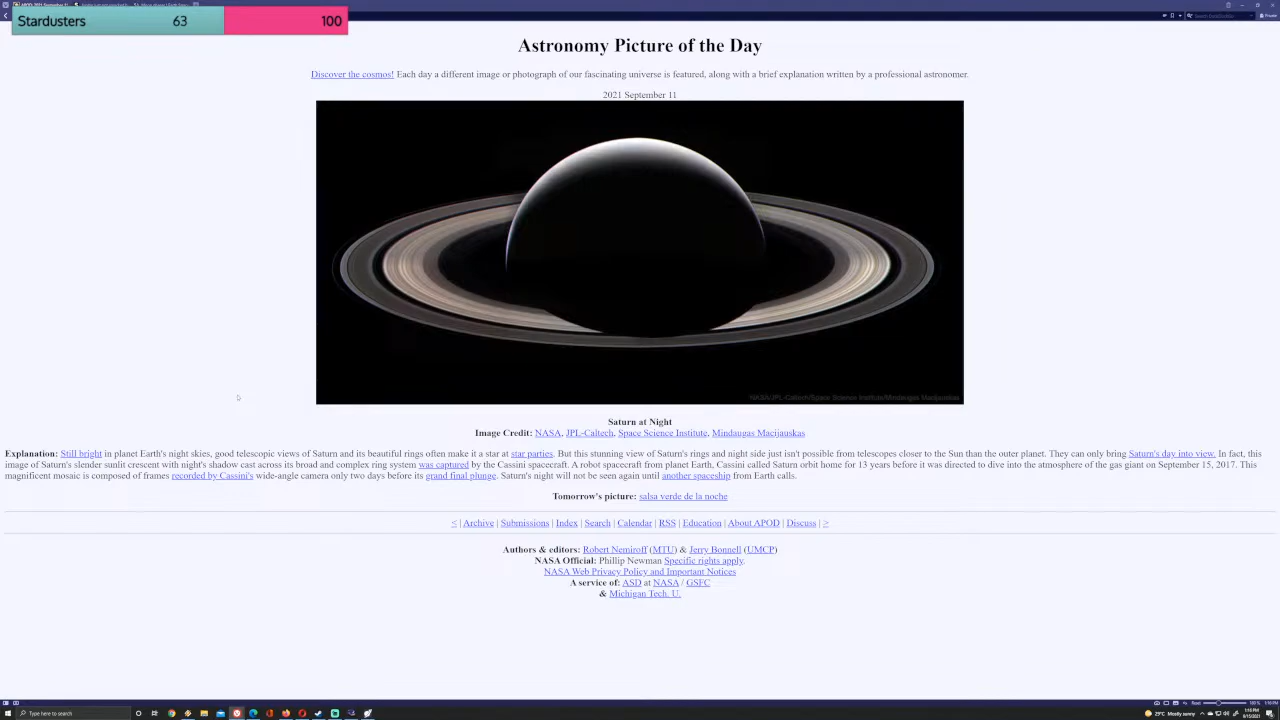 Stardusters 63 100
Astronomy Picture of the Day
Discover the cosmos! Each day a different image or photograph of our fascinating universe is featured, along with a brief explanation written by a professional astronomer.
2021 September 11
NASA/JPL-Caltech/Space Science Institute/Mindaugas Macijauskas
Saturn at Night
Image Credit: NASA, JPL-Caltech, Space Science Institute, Mindaugas Macijauskas
Explanation: Still bright in planet Earth's night skies, good telescopic views of Saturn and its beautiful rings often make it a star at star parties. But this stunning view of Saturn's rings and night side just isn't possible from telescopes closer to the Sun than the outer planet. They can only bring Saturn's day into view. In fact, this
image of Saturn's slender sunlit crescent with night's shadow cast across its broad and complex ring system was captured by the Cassini spacecraft. A robot spacecraft from planet Earth, Cassini called Saturn orbit home for 13 years before it was directed to dive into the atmosphere of the gas giant on September 15, 2017. This
magnificent mosaic is composed of frames recorded by Cassini's wide-angle camera only two days before its grand final plunge. Saturn's night will not be seen again until another spaceship from Earth calls.
Tomorrow's picture: salsa verde de la noche
< | Archive | Submissions | Index | Search | Calendar | RSS | Education | About APOD | Discuss | >
Authors & editors: Robert Nemiroff (MTU) & Jerry Bonnell (UMCP)
NASA Official: Phillip Newman Specific rights apply.
NASA Web Privacy Policy and Important Notices
A service of: ASD at NASA / GSFC
& Michigan Tech. U.
Type here to search
29°C Mostly sunny